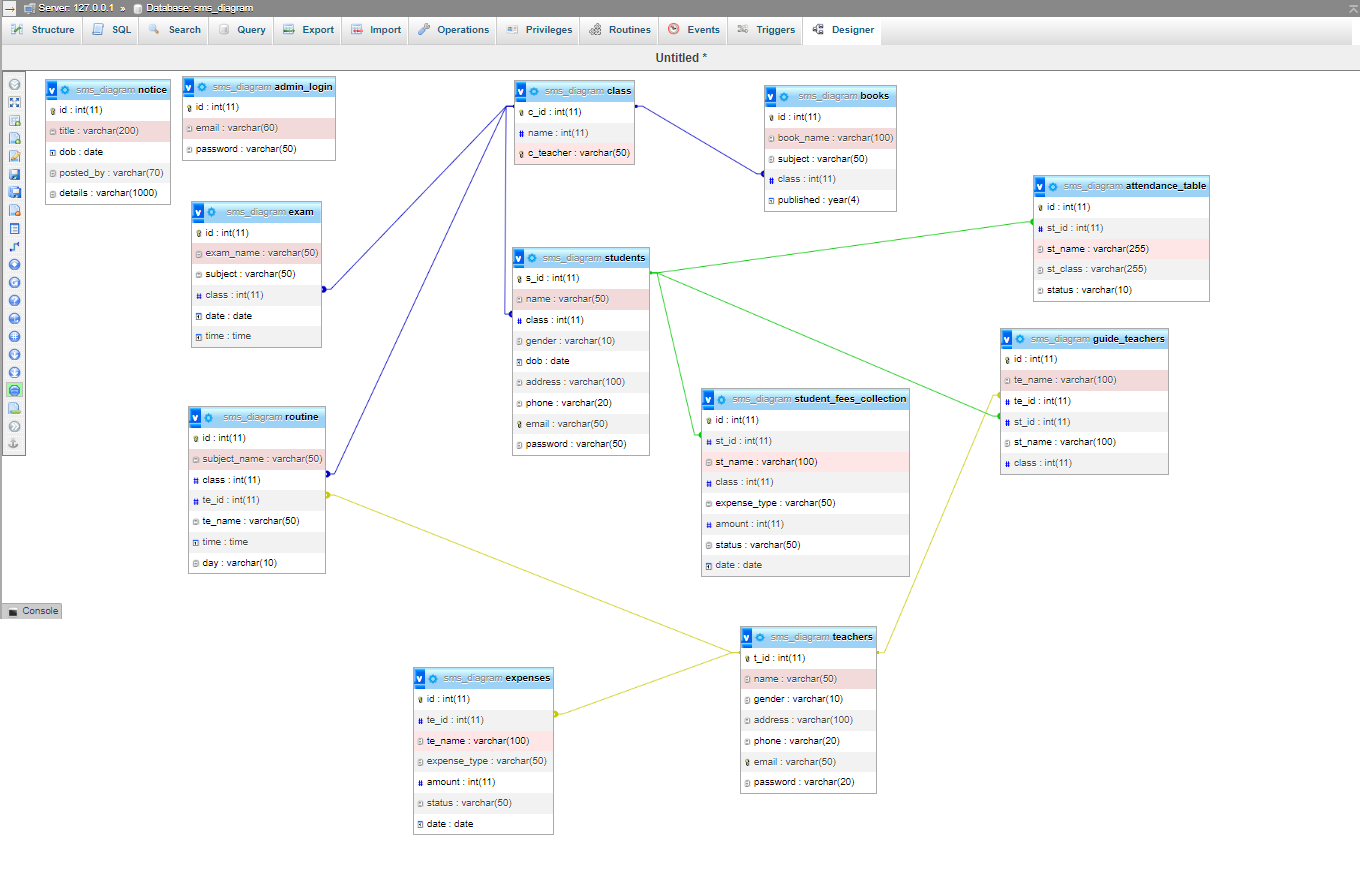 Server: 127.0.0.1 » Database: sms_diagram
Structure SQL Search Query Export Import Operations Privileges Routines Events Triggers Designer
Untitled *
sms_diagram notice
id : int(11)
title : varchar(200)
dob : date
posted_by : varchar(70)
details : varchar(1000)
sms_diagram admin_login
id : int(11)
email : varchar(60)
password : varchar(50)
sms_diagram class
c_id : int(11)
name : int(11)
c_teacher : varchar(50)
sms_diagram books
id : int(11)
book_name : varchar(100)
subject : varchar(50)
class : int(11)
published : year(4)
sms_diagram attendance_table
id : int(11)
st_id : int(11)
st_name : varchar(255)
st_class : varchar(255)
status : varchar(10)
sms_diagram exam
id : int(11)
exam_name : varchar(50)
subject : varchar(50)
class : int(11)
date : date
time : time
sms_diagram students
s_id : int(11)
name : varchar(50)
class : int(11)
gender : varchar(10)
dob : date
address : varchar(100)
phone : varchar(20)
email : varchar(50)
password : varchar(50)
sms_diagram guide_teachers
id : int(11)
te_name : varchar(100)
te_id : int(11)
st_id : int(11)
st_name : varchar(100)
class : int(11)
sms_diagram student_fees_collection
id : int(11)
st_id : int(11)
st_name : varchar(100)
class : int(11)
expense_type : varchar(50)
amount : int(11)
status : varchar(50)
date : date
sms_diagram routine
id : int(11)
subject_name : varchar(50)
class : int(11)
te_id : int(11)
te_name : varchar(50)
time : time
day : varchar(10)
Console
sms_diagram teachers
t_id : int(11)
name : varchar(50)
gender : varchar(10)
address : varchar(100)
phone : varchar(20)
email : varchar(50)
password : varchar(20)
sms_diagram expenses
id : int(11)
te_id : int(11)
te_name : varchar(100)
expense_type : varchar(50)
amount : int(11)
status : varchar(50)
date : date